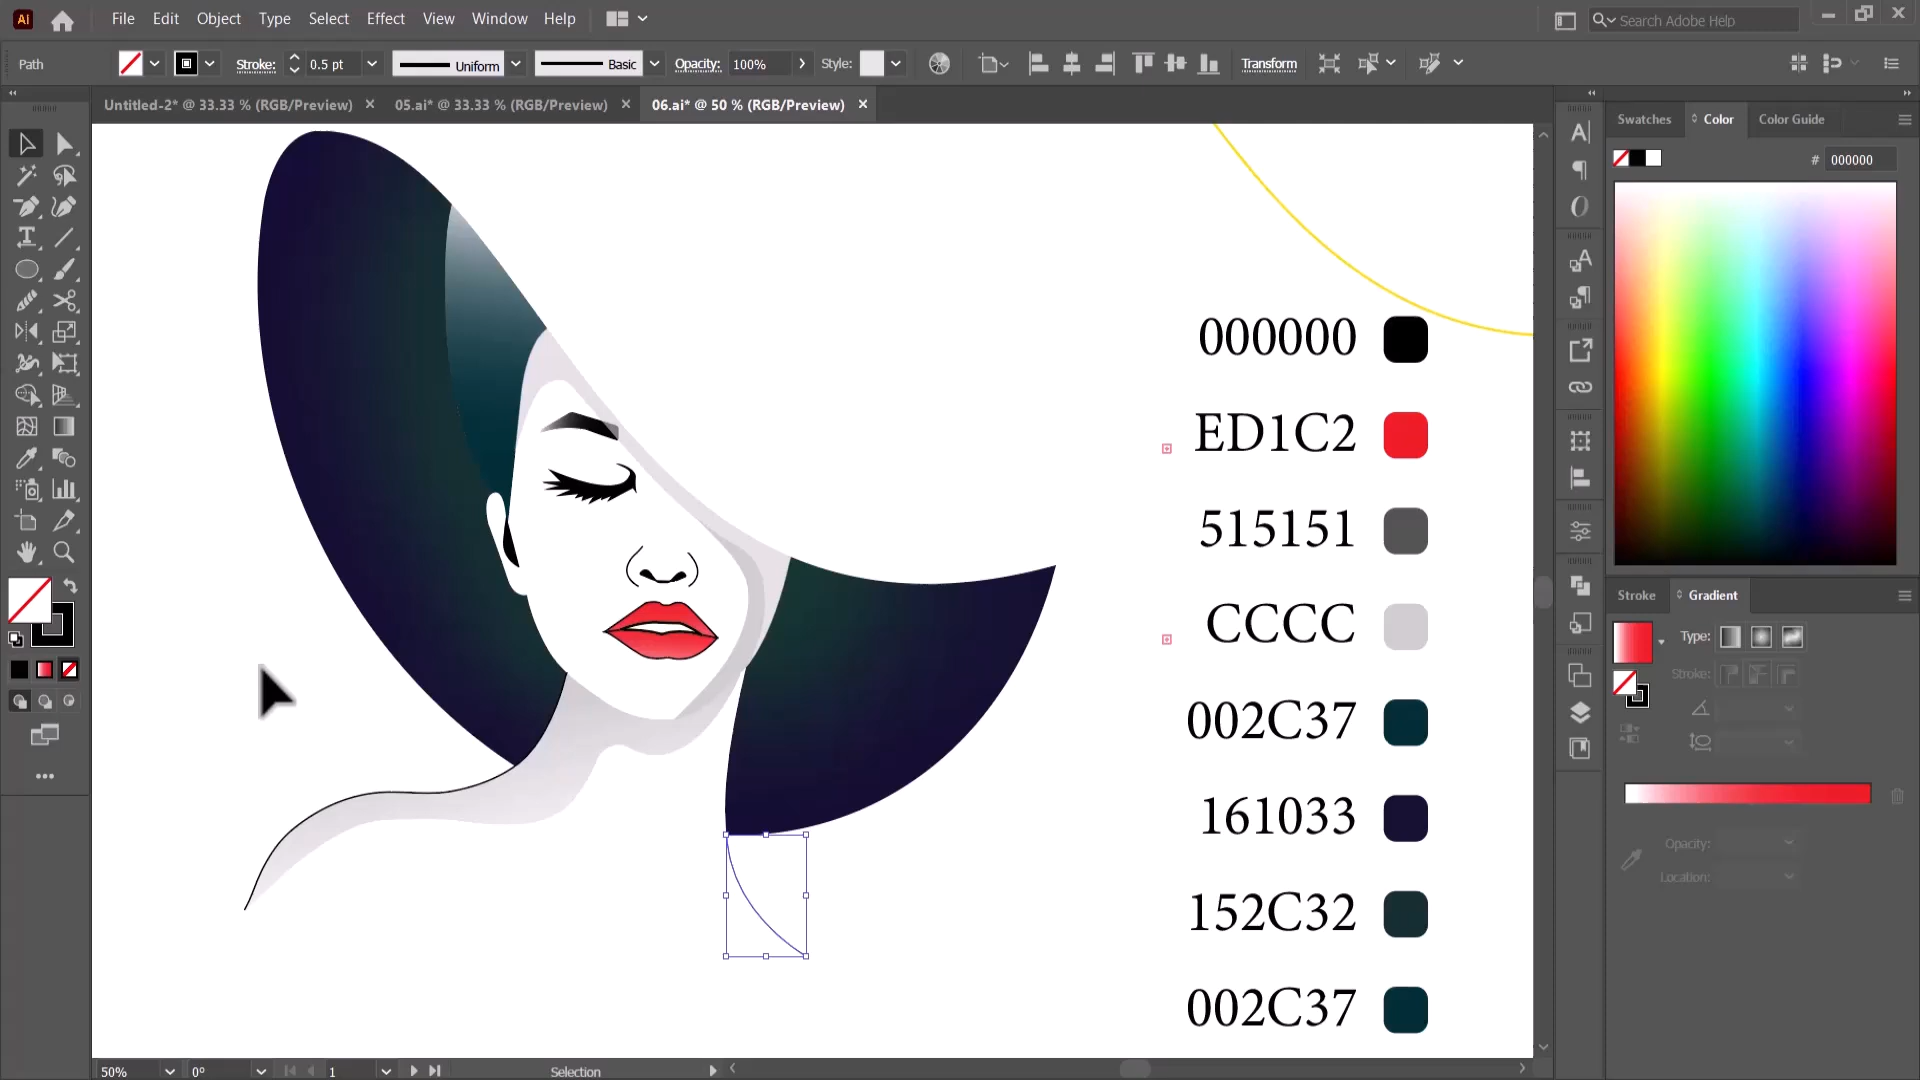 Ai File Edit Object Type Select Effect View Window Help Search Adobe Help
Path Stroke: 0.5 pt Uniform Basic Opacity: 100% Style: Transform
Untitled-2* @ 33.33 % (RGB/Preview) × 05.ai* @ 33.33 % (RGB/Preview) × 06.ai* @ 50 % (RGB/Preview) ×
Swatches Color Color Guide
# 000000
000000
ED1C2
515151
CCCC
002C37
161033
152C32
002C37
Stroke Gradient
Type:
Stroke:
Opacity:
Location:
50% 0° 1 Selection